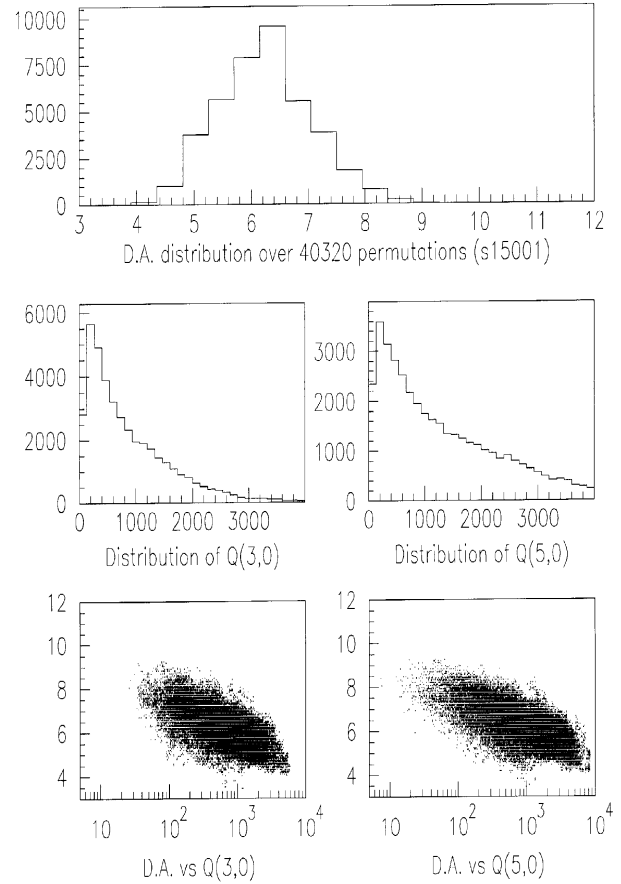 10000
7500
5000
2500
0
3 4 5 6 7 8 9 10 11 12
D.A. distribution over 40320 permutations (s15001)
6000
4000
2000
0
0 1000 2000 3000
Distribution of Q(3,0)
3000
2000
1000
0
0 1000 2000 3000
Distribution of Q(5,0)
12
10
8
6
4
10 10² 10³ 10⁴
D.A. vs Q(3,0)
12
10
8
6
4
10 10² 10³ 10⁴
D.A. vs Q(5,0)